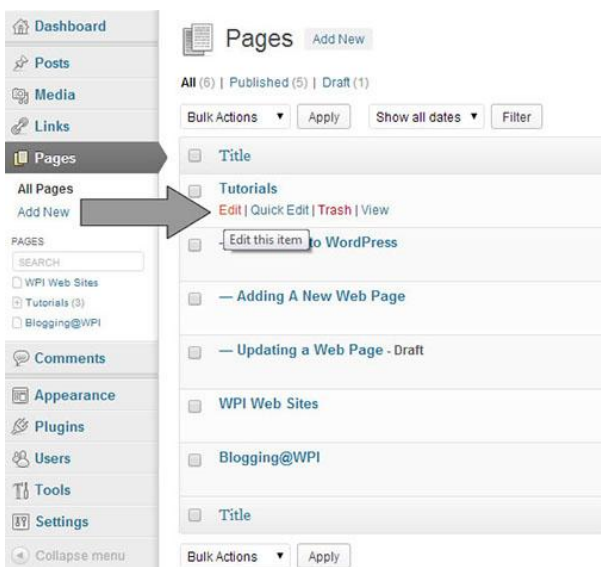 Dashboard
Posts
Media
Links
Pages
All Pages
Add New
PAGES
SEARCH
WPI Web Sites
Tutorials (3)
Blogging@WPI
Comments
Appearance
Plugins
Users
Tools
Settings
Collapse menu
Pages Add New
All (6) | Published (5) | Draft (1)
Bulk Actions Apply Show all dates Filter
Title
Tutorials
Edit | Quick Edit | Trash | View
Edit this item
to WordPress
— Adding A New Web Page
— Updating a Web Page - Draft
WPI Web Sites
Blogging@WPI
Title
Bulk Actions Apply